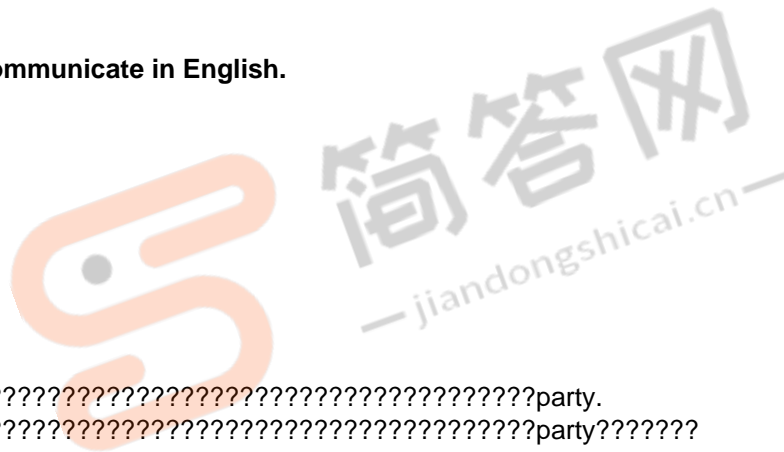 ommunicate in English.
简答网
— jiandongshicai.cn —
????????????????????????????????????party.
????????????????????????????????????party???????